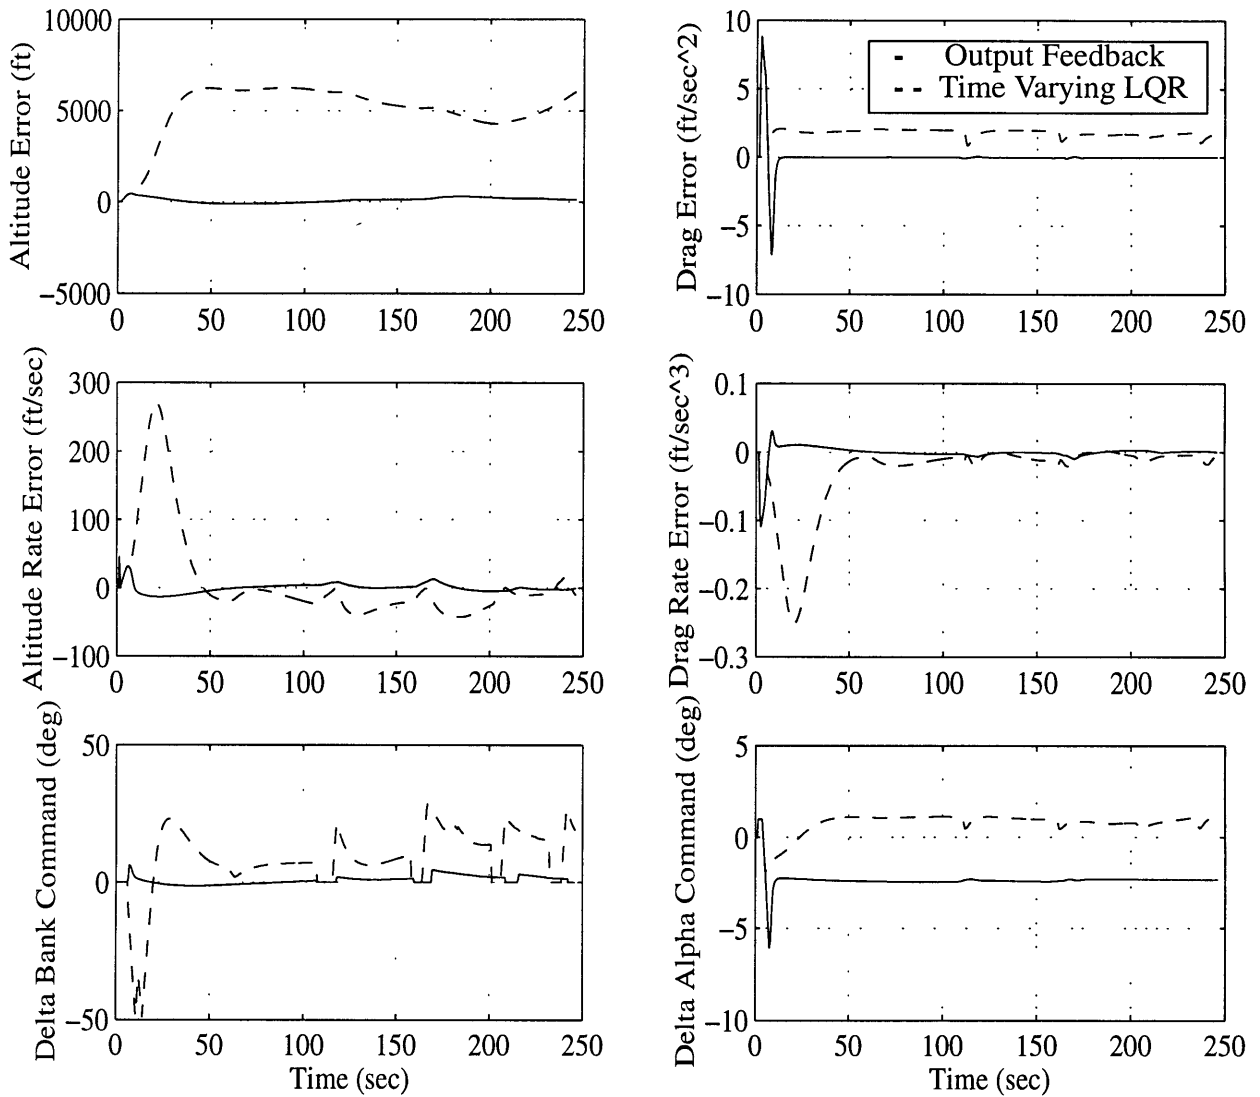 Altitude Error (ft)
10000
5000
0
−5000
0 50 100 150 200 250
Drag Error (ft/sec^2)
10
5
0
−5
−10
0 50 100 150 200 250
- Output Feedback
- - Time Varying LQR
Altitude Rate Error (ft/sec)
300
200
100
0
−100
0 50 100 150 200 250
Drag Rate Error (ft/sec^3)
0.1
0
−0.1
−0.2
−0.3
0 50 100 150 200 250
Delta Bank Command (deg)
50
0
−50
0 50 100 150 200 250
Time (sec)
Delta Alpha Command (deg)
5
0
−5
−10
0 50 100 150 200 250
Time (sec)